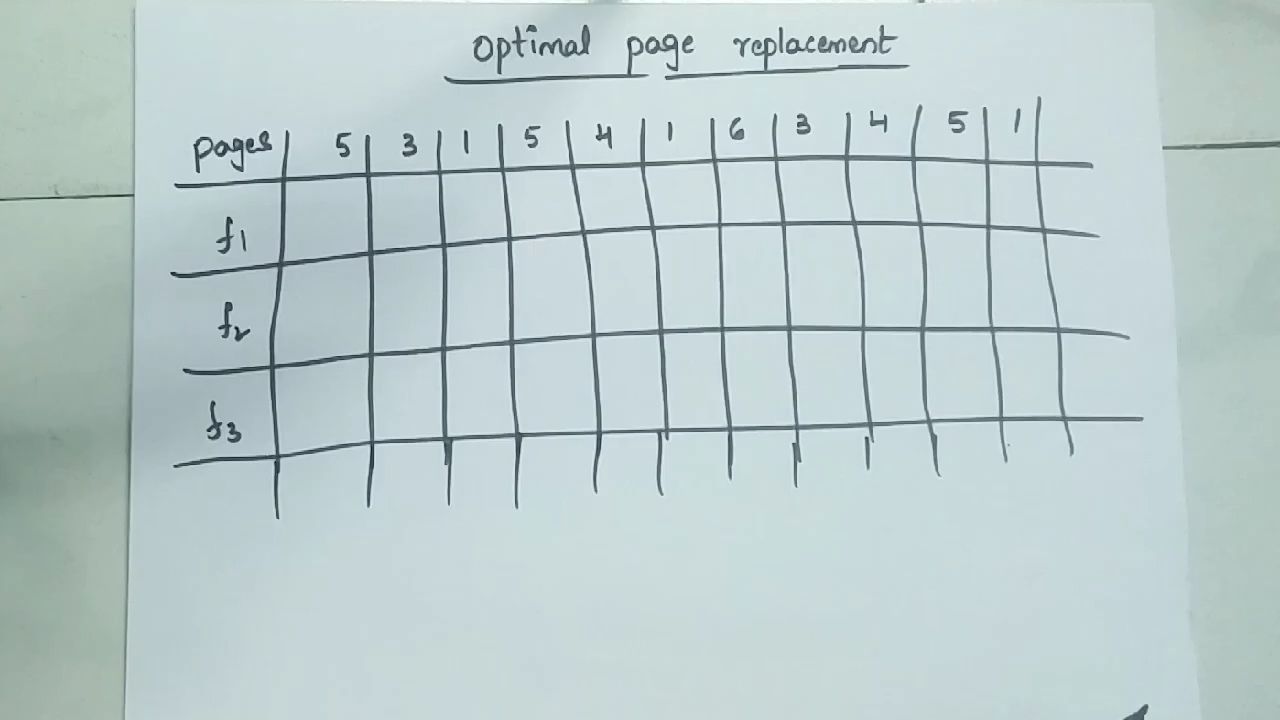 Optimal page replacement
pages 5 3 1 5 4 1 6 3 4 5 1
f1
f2
f3